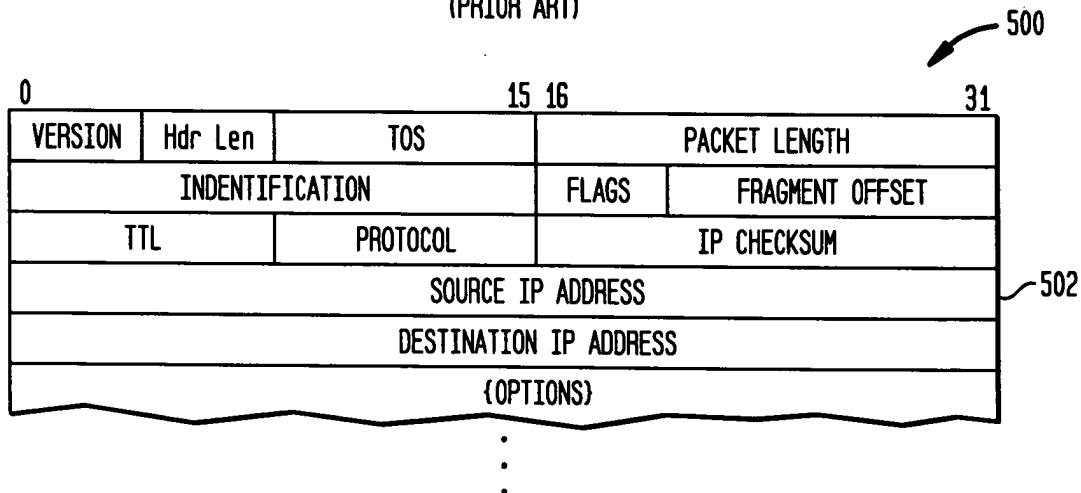 (PRIOR ART)
500
0 15 16 31
VERSION Hdr Len TOS PACKET LENGTH
INDENTIFICATION FLAGS FRAGMENT OFFSET
TTL PROTOCOL IP CHECKSUM
SOURCE IP ADDRESS 502
DESTINATION IP ADDRESS
{OPTIONS}